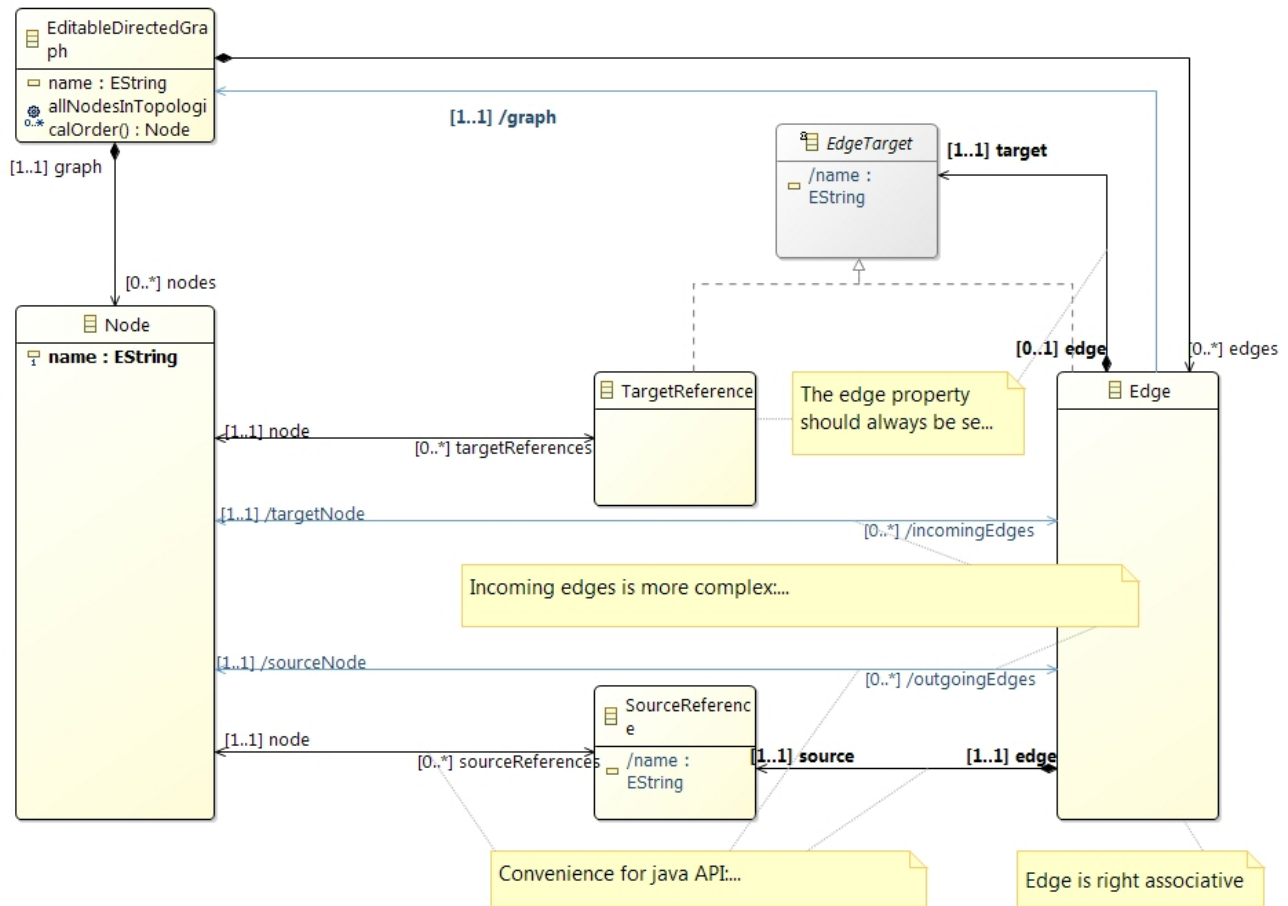 EditableDirectedGra
ph
name : EString
allNodesInTopologi
0..*
calOrder() : Node
[1..1] /graph
[1..1] graph
EdgeTarget
/name :
EString
[1..1] target
[0..*] nodes
Node
1
name : EString
[0..1] edge
[0..*] edges
TargetReference
The edge property
should always be se...
Edge
[1..1] node
[0..*] targetReferences
[1..1] /targetNode
[0..*] /incomingEdges
Incoming edges is more complex:...
[1..1] /sourceNode
[0..*] /outgoingEdges
SourceReferenc
e
/name :
EString
[1..1] node
[0..*] sourceReferences
[1..1] source
[1..1] edge
Convenience for java API:...
Edge is right associative